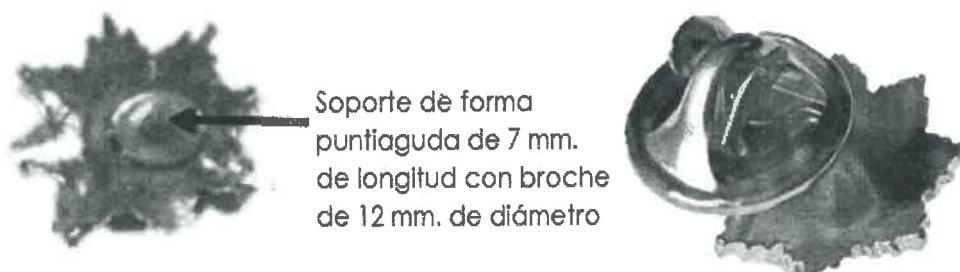 Soporte de forma
puntiaguda de 7 mm.
de longitud con broche
de 12 mm. de diámetro